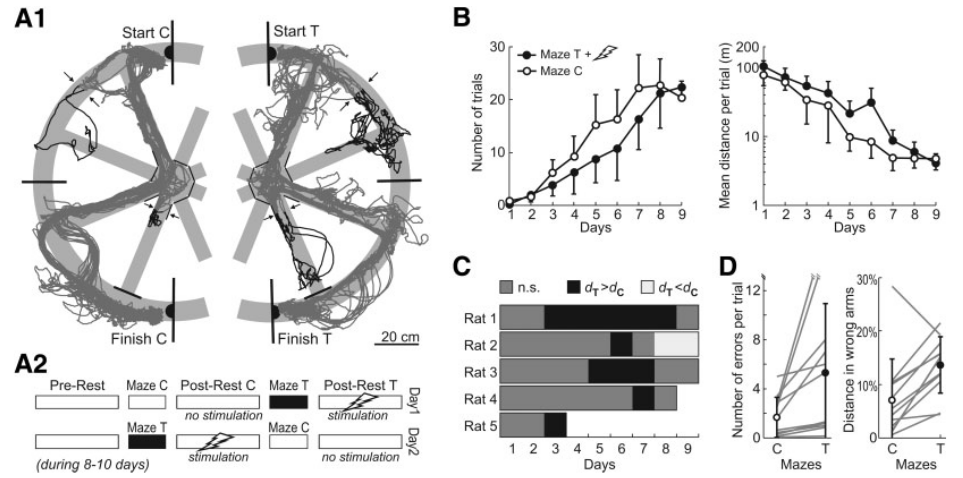 A1
Start C
Start T
Finish C
Finish T
20 cm
A2
Pre-Rest
Maze C
Post-Rest C
Maze T
Post-Rest T
no stimulation
stimulation
Day1
Maze T
Maze C
stimulation
no stimulation
Day2
(during 8-10 days)
B
30
20
10
0
Number of trials
Maze T +
Maze C
1 2 3 4 5 6 7 8 9
Days
200
100
10
1
Mean distance per trial (m)
1 2 3 4 5 6 7 8 9
Days
C
n.s.
dT>dC
dT<dC
Rat 1
Rat 2
Rat 3
Rat 4
Rat 5
1 2 3 4 5 6 7 8 9
Days
D
12
8
4
0
Number of errors per trial
C T
Mazes
30%
20%
10%
0%
Distance in wrong arms
C T
Mazes